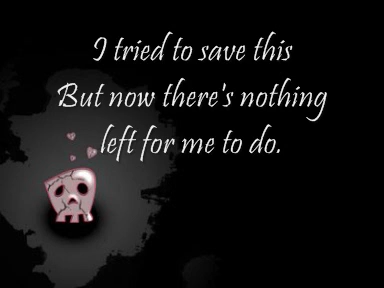 I tried to save this
But now there's nothing
left for me to do.